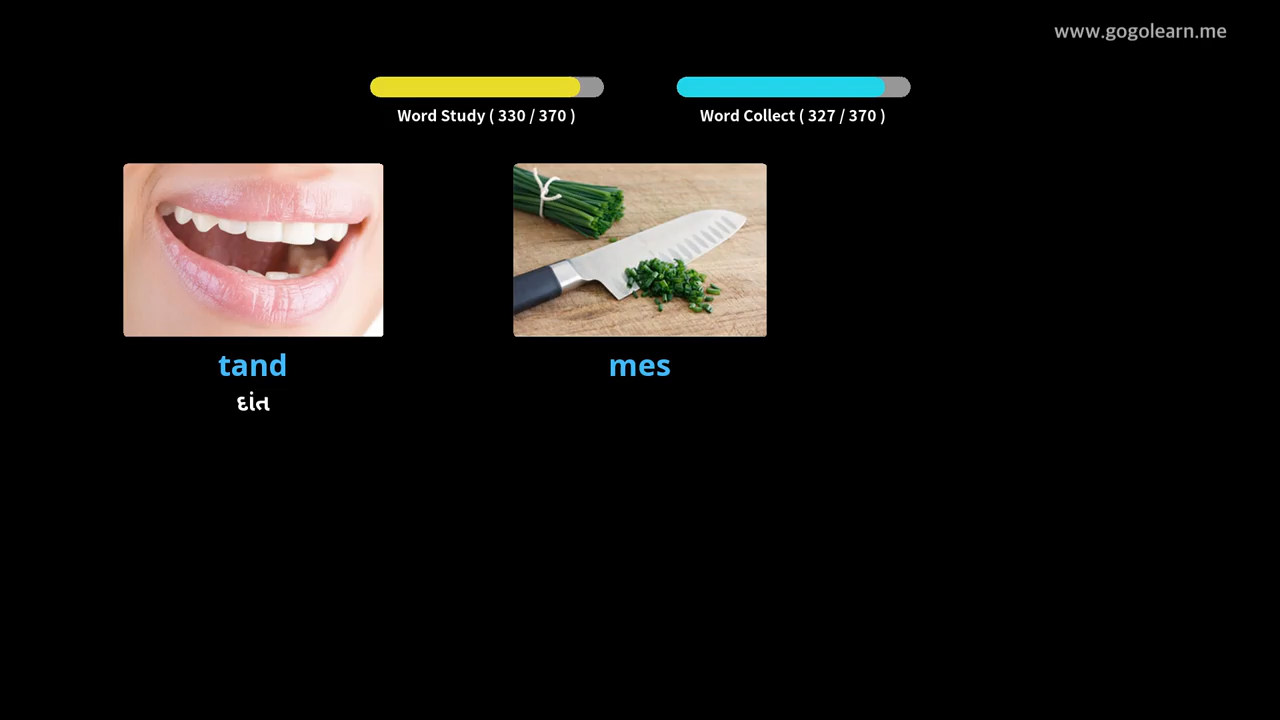 www.gogolearn.me
Word Study ( 330 / 370 )
Word Collect ( 327 / 370 )
tand
mes
દાંત